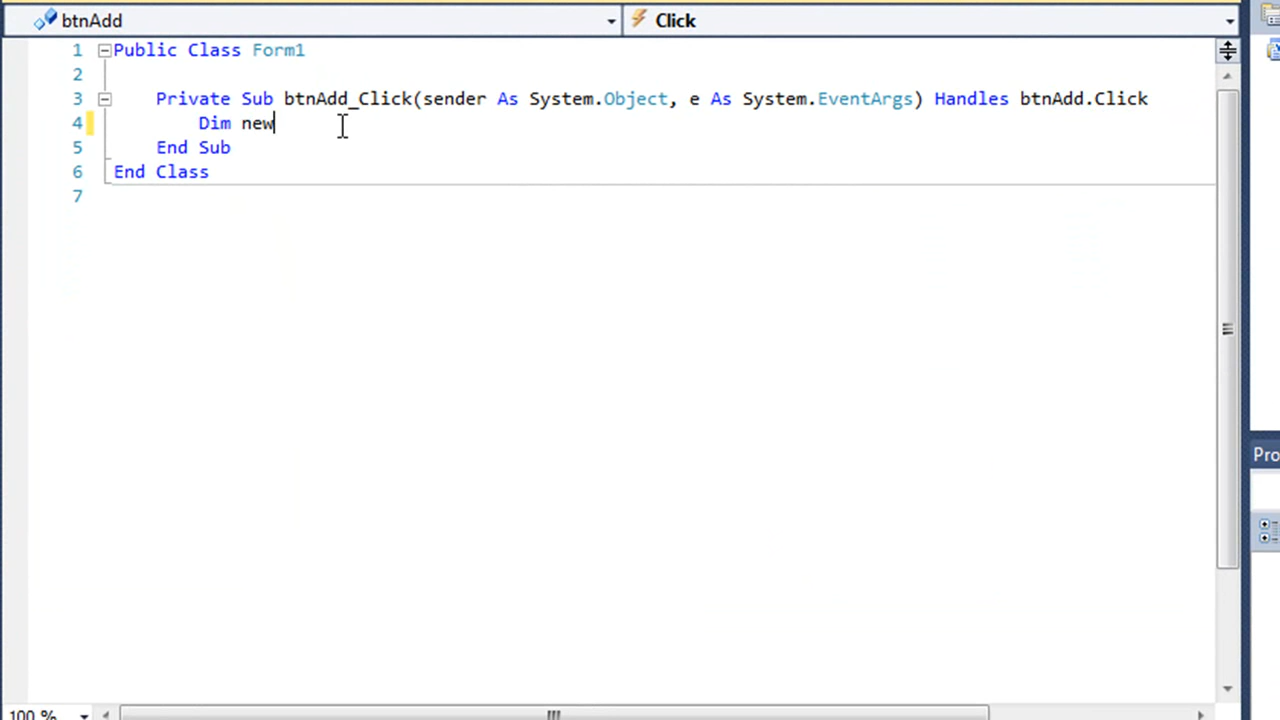 btnAdd Click
1 Public Class Form1
2
3 Private Sub btnAdd_Click(sender As System.Object, e As System.EventArgs) Handles btnAdd.Click
4 Dim new
5 End Sub
6 End Class
7
Pro
100 %